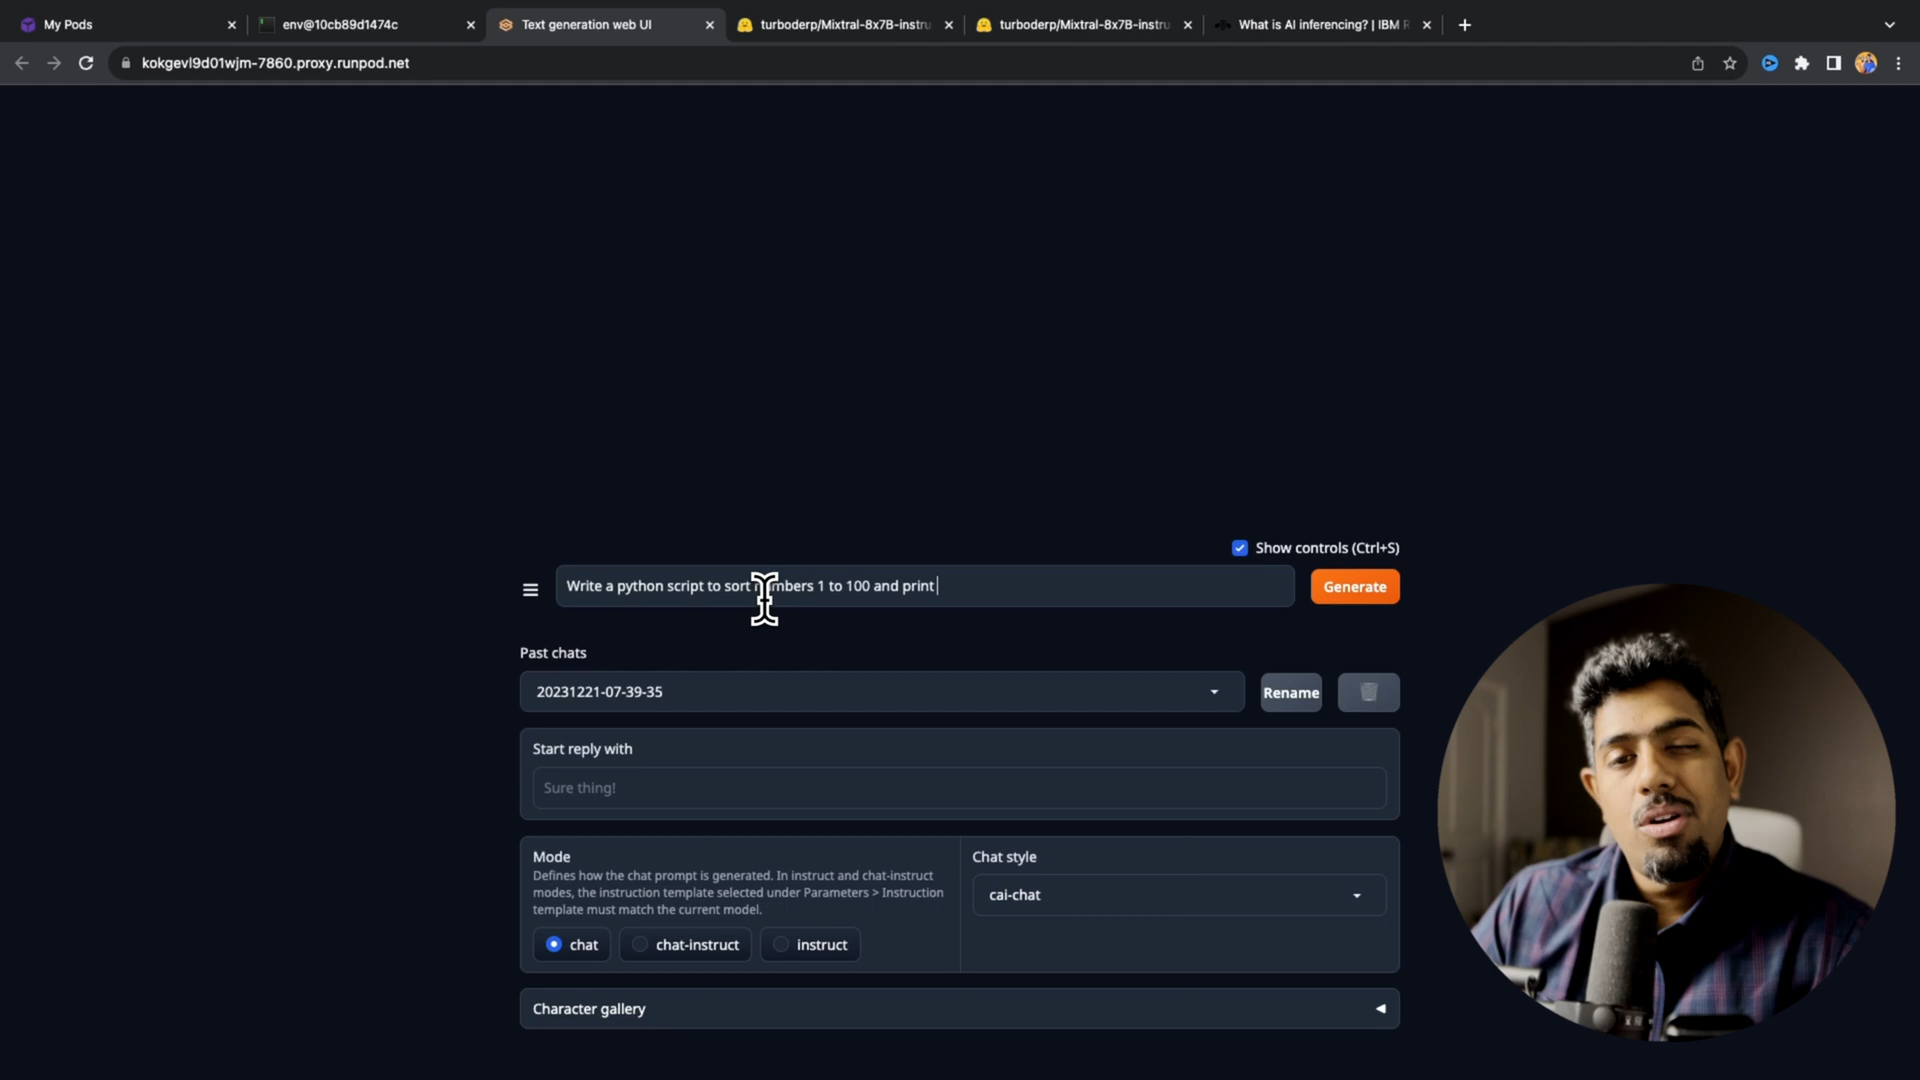 My Pods
env@10cb89d1474c
Text generation web UI
turboderp/Mixtral-8x7B-instru
turboderp/Mixtral-8x7B-instru
What is AI inferencing? | IBM R
kokgevl9d01wjm-7860.proxy.runpod.net
Show controls (Ctrl+S)
Write a python script to sort numbers 1 to 100 and print
Generate
Past chats
20231221-07-39-35
Rename
Start reply with
Sure thing!
Mode
Defines how the chat prompt is generated. In instruct and chat-instruct
modes, the instruction template selected under Parameters > Instruction
template must match the current model.
chat
chat-instruct
instruct
Chat style
cai-chat
Character gallery